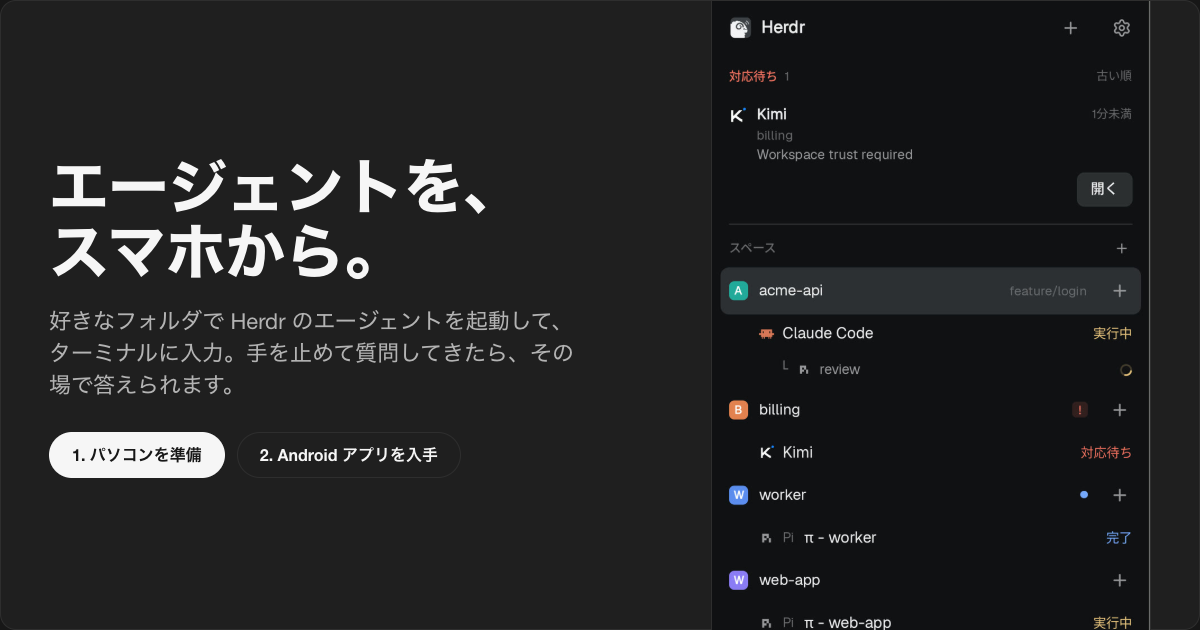 エージェントを、
スマホから。
好きなフォルダで Herdr のエージェントを起動して、
ターミナルに入力。手を止めて質問してきたら、その
場で答えられます。
1. パソコンを準備
2. Android アプリを入手
Herdr
対応待ち 1
古い順
Kimi
1分未満
billing
Workspace trust required
開く
スペース
A acme-api
feature/login
Claude Code
実行中
review
B billing
!
Kimi
対応待ち
W worker
Pi π - worker
完了
W web-app
Pi π - web-app
実行中